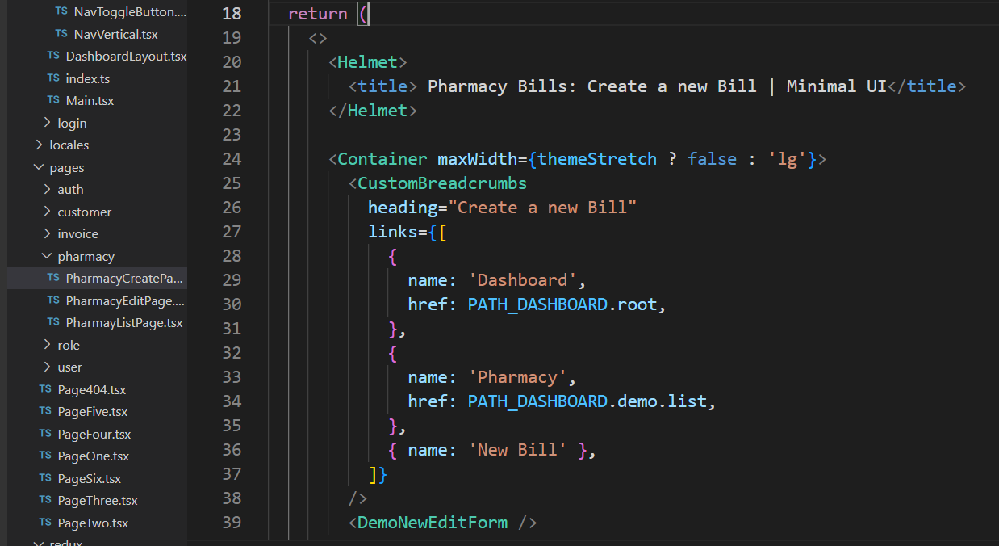 TS NavToggleButton....
TS NavVertical.tsx
TS DashboardLayout.tsx
TS index.ts
TS Main.tsx
login
locales
pages
auth
customer
invoice
pharmacy
TS PharmacyCreatePa...
TS PharmacyEditPage....
TS PharmayListPage.tsx
role
user
TS Page404.tsx
TS PageFive.tsx
TS PageFour.tsx
TS PageOne.tsx
TS PageSix.tsx
TS PageThree.tsx
TS PageTwo.tsx
redux
18 return (
19 <>
20 <Helmet>
21 <title> Pharmacy Bills: Create a new Bill | Minimal UI</title>
22 </Helmet>
23
24 <Container maxWidth={themeStretch ? false : 'lg'}>
25 <CustomBreadcrumbs
26 heading="Create a new Bill"
27 links={[
28 {
29 name: 'Dashboard',
30 href: PATH_DASHBOARD.root,
31 },
32 {
33 name: 'Pharmacy',
34 href: PATH_DASHBOARD.demo.list,
35 },
36 { name: 'New Bill' },
37 ]}
38 />
39 <DemoNewEditForm />